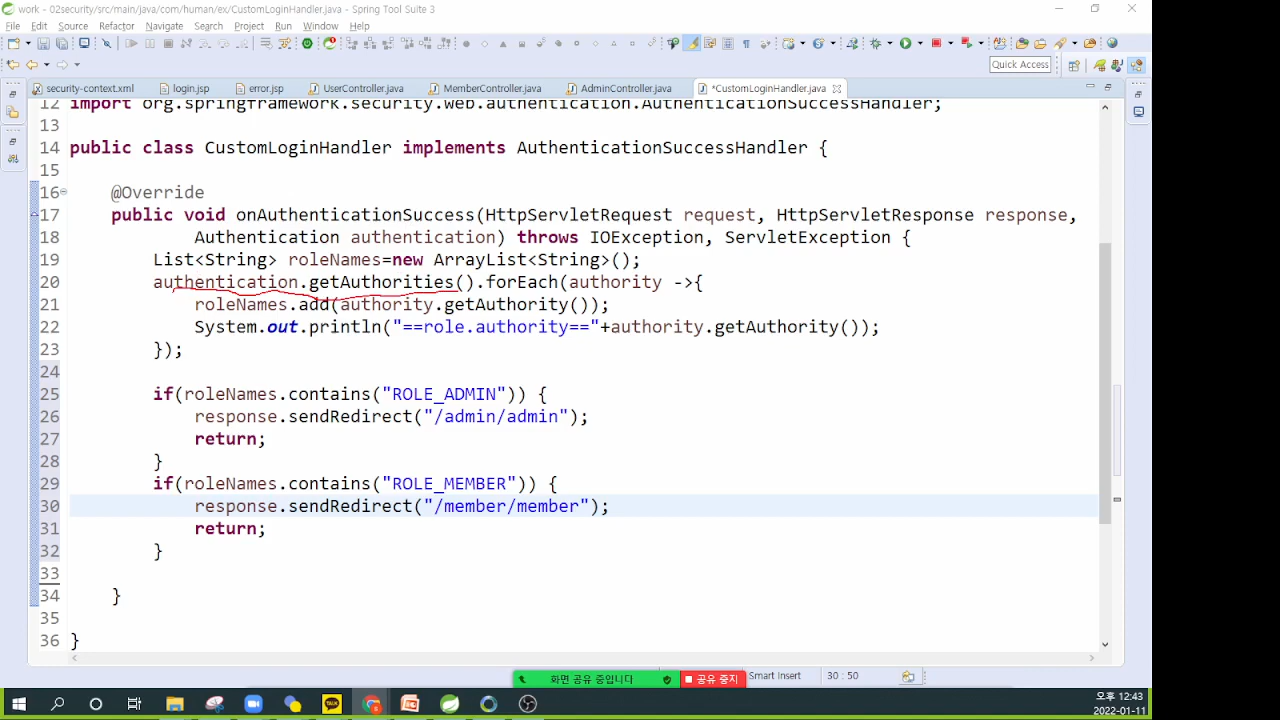 work - 02security/src/main/java/com/human/ex/CustomLoginHandler.java - Spring Tool Suite 3
File Edit Source Refactor Navigate Search Project Run Window Help
Quick Access
security-context.xml login.jsp error.jsp UserController.java MemberController.java AdminController.java *CustomLoginHandler.java
12 import org.springframework.security.web.authentication.AuthenticationSuccessHandler;
13
14 public class CustomLoginHandler implements AuthenticationSuccessHandler {
15
16 @Override
17 public void onAuthenticationSuccess(HttpServletRequest request, HttpServletResponse response,
18 Authentication authentication) throws IOException, ServletException {
19 List<String> roleNames=new ArrayList<String>();
20 authentication.getAuthorities().forEach(authority ->{
21 roleNames.add(authority.getAuthority());
22 System.out.println("==role.authority=="+authority.getAuthority());
23 });
24
25 if(roleNames.contains("ROLE_ADMIN")) {
26 response.sendRedirect("/admin/admin");
27 return;
28 }
29 if(roleNames.contains("ROLE_MEMBER")) {
30 response.sendRedirect("/member/member");
31 return;
32 }
33
34 }
35
36 }
화면 공유 중입니다 공유 중지 Smart Insert 30 : 50
TALK
오후 12:43
2022-01-11